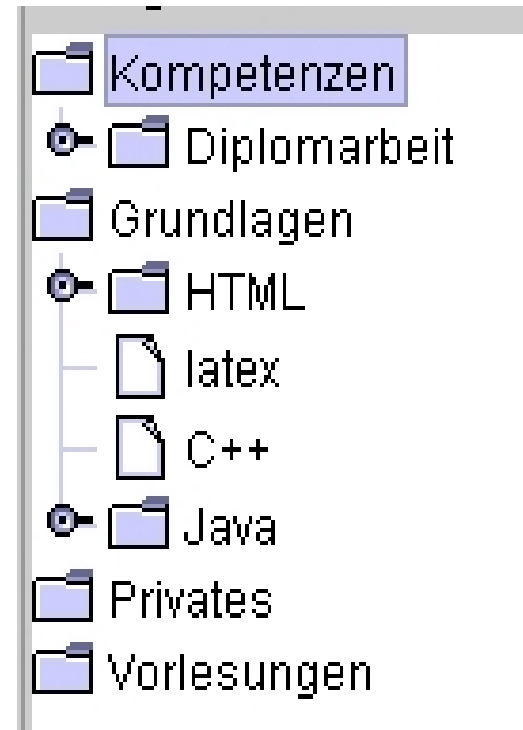 Kompetenzen
Diplomarbeit
Grundlagen
HTML
latex
C++
Java
Privates
Vorlesungen